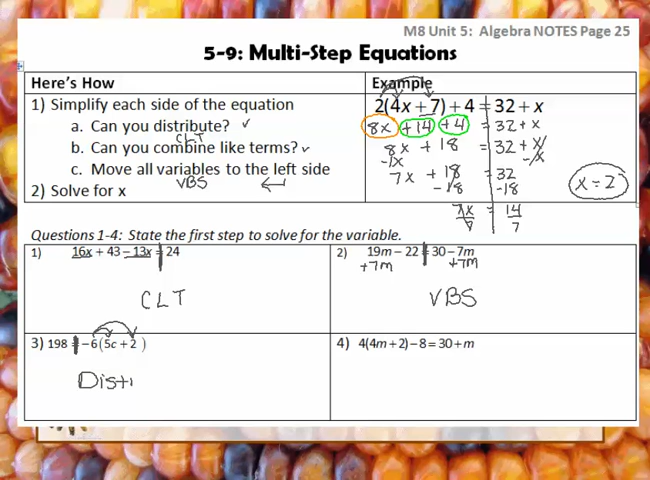 M8 Unit 5: Algebra NOTES Page 25
5-9: Multi-Step Equations
Here's How
1) Simplify each side of the equation
a. Can you distribute? ✓
CLT
b. Can you combine like terms? ✓
c. Move all variables to the left side
VBS ←
2) Solve for x
Example
2(4x + 7) + 4 = 32 + x
8x + 14 + 4 = 32 + x
8x + 18 = 32 + x
-1x -x
7x + 18 = 32
-18 -18
7x = 14
7 7
x = 2
Questions 1-4: State the first step to solve for the variable.
1) 16x + 43 – 13x = 24
CLT
2) 19m – 22 = 30 – 7m
+7m +7m
VBS
3) 198 = –6(5c + 2)
Dist
4) 4(4m + 2) – 8 = 30 + m